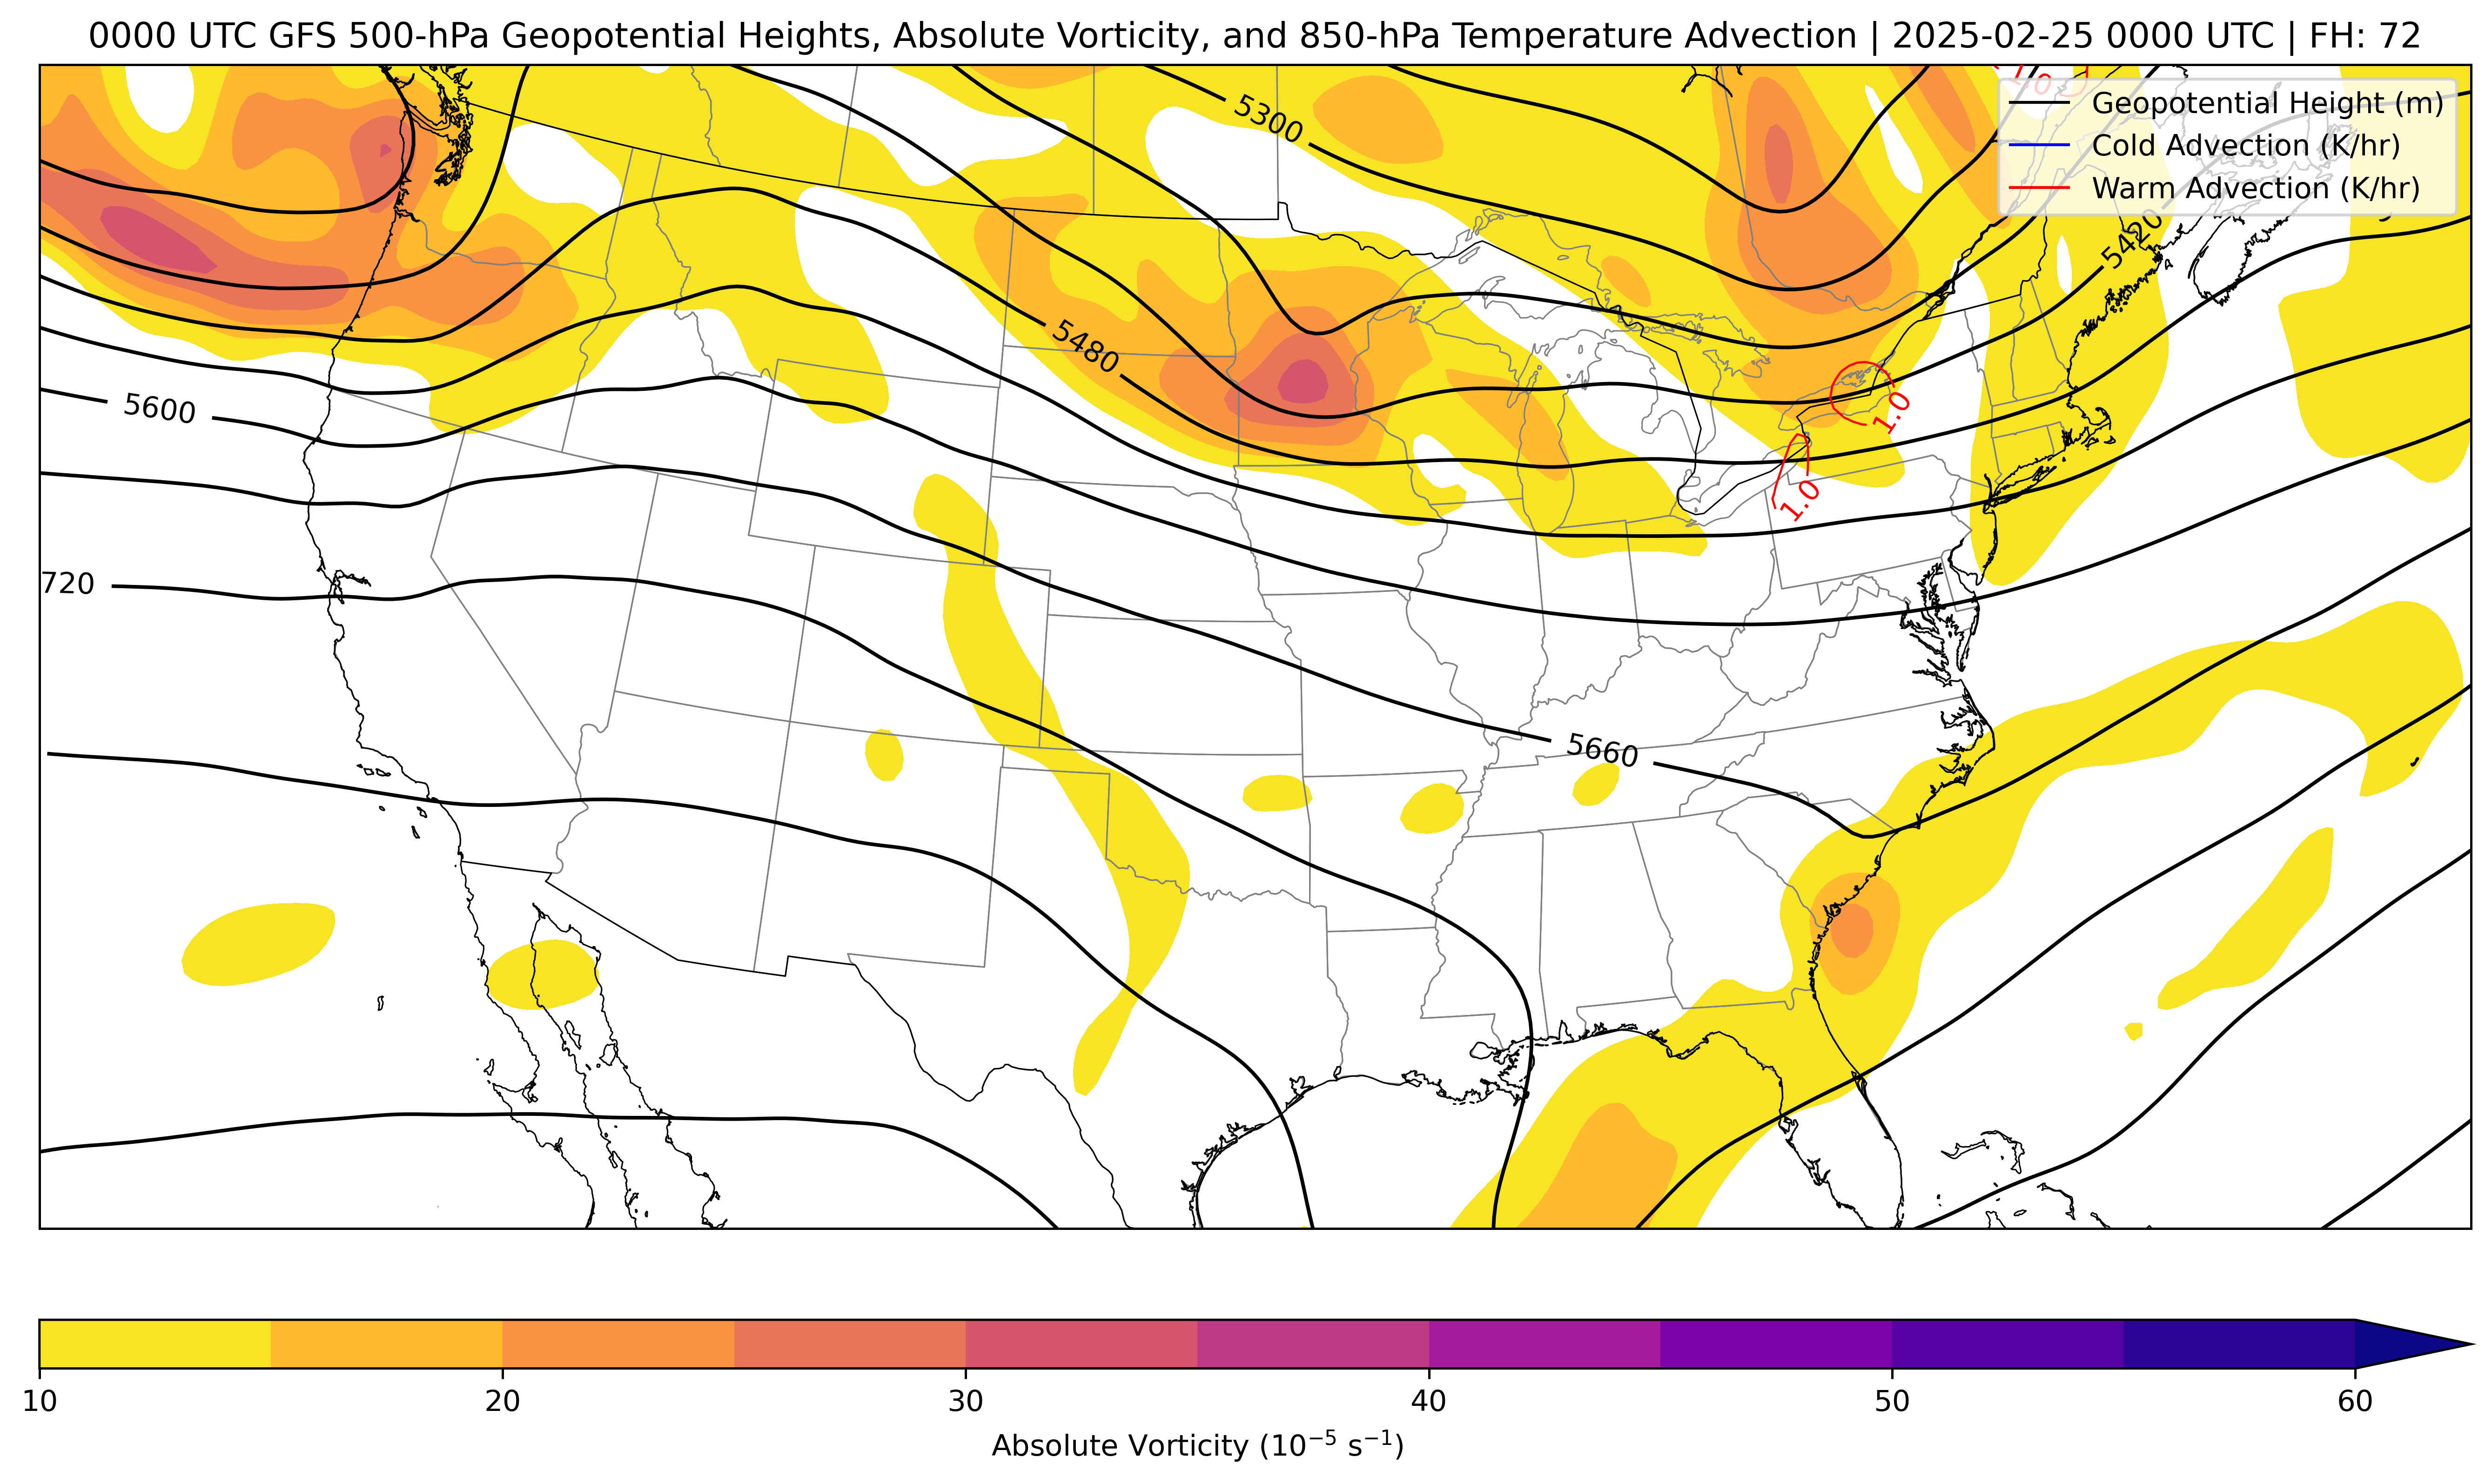 0000 UTC GFS 500-hPa Geopotential Heights, Absolute Vorticity, and 850-hPa Temperature Advection | 2025-02-25 0000 UTC | FH: 72
Geopotential Height (m)
Cold Advection (K/hr)
Warm Advection (K/hr)
5300
5420
5480
5600
1.0
1.0
720
5660
10 20 30 40 50 60
Absolute Vorticity (10⁻⁵ s⁻¹)